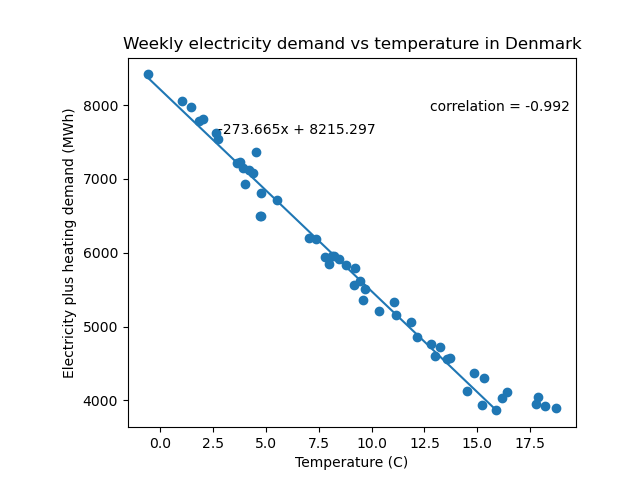 Weekly electricity demand vs temperature in Denmark
correlation = -0.992
-273.665x + 8215.297
8000
7000
6000
5000
4000
Electricity plus heating demand (MWh)
0.0 2.5 5.0 7.5 10.0 12.5 15.0 17.5
Temperature (C)